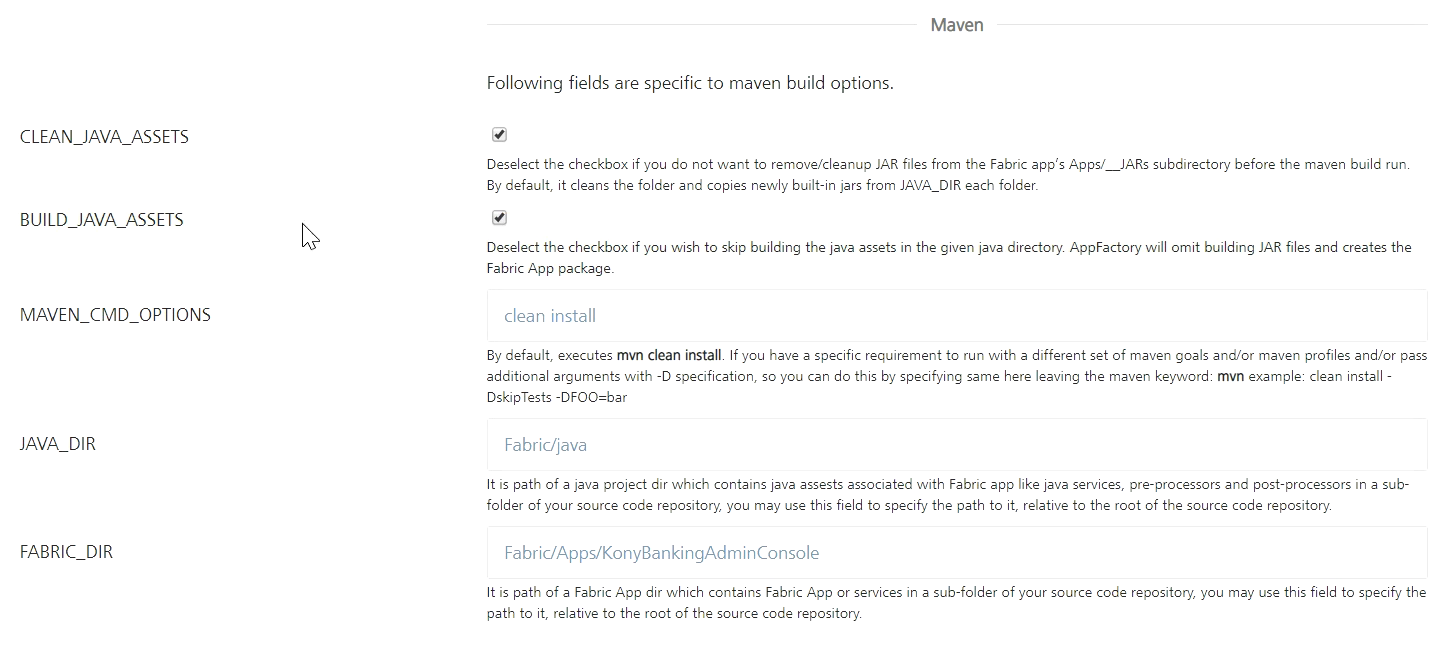 Maven
Following fields are specific to maven build options.
CLEAN_JAVA_ASSETS
Deselect the checkbox if you do not want to remove/cleanup JAR files from the Fabric app’s Apps/__JARs subdirectory before the maven build run.
By default, it cleans the folder and copies newly built-in jars from JAVA_DIR each folder.
BUILD_JAVA_ASSETS
Deselect the checkbox if you wish to skip building the java assets in the given java directory. AppFactory will omit building JAR files and creates the
Fabric App package.
MAVEN_CMD_OPTIONS
clean install
By default, executes mvn clean install. If you have a specific requirement to run with a different set of maven goals and/or maven profiles and/or pass
additional arguments with -D specification, so you can do this by specifying same here leaving the maven keyword: mvn example: clean install -
DskipTests -DFOO=bar
JAVA_DIR
Fabric/java
It is path of a java project dir which contains java assests associated with Fabric app like java services, pre-processors and post-processors in a sub-
folder of your source code repository, you may use this field to specify the path to it, relative to the root of the source code repository.
FABRIC_DIR
Fabric/Apps/KonyBankingAdminConsole
It is path of a Fabric App dir which contains Fabric App or services in a sub-folder of your source code repository, you may use this field to specify the
path to it, relative to the root of the source code repository.